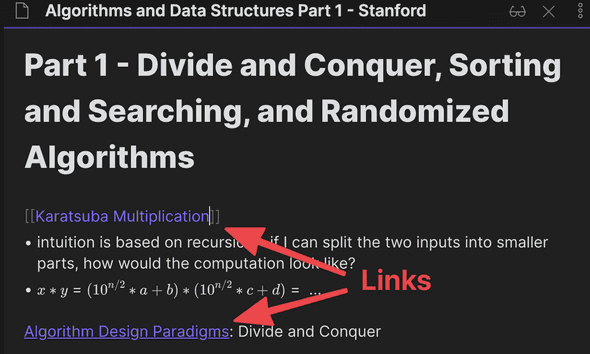 Algorithms and Data Structures Part 1 - Stanford
Part 1 - Divide and Conquer, Sorting
and Searching, and Randomized
Algorithms
[[Karatsuba Multiplication]]
• intuition is based on recursion if I can split the two inputs into smaller
parts, how would the computation look like?
Links
• x * y = (10^{n/2} * a + b) * (10^{n/2} * c + d) = ...
Algorithm Design Paradigms: Divide and Conquer